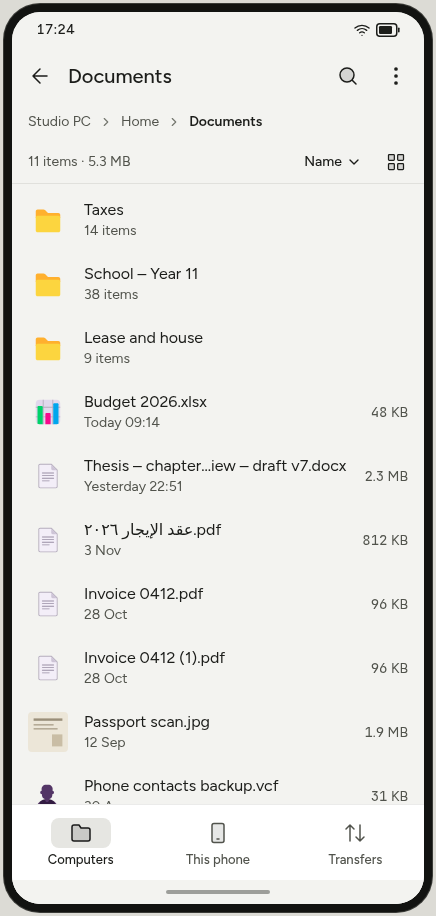 17:24
Documents
Studio PC > Home > Documents
11 items · 5.3 MB
Name
Taxes
14 items
School – Year 11
38 items
Lease and house
9 items
Budget 2026.xlsx
Today 09:14
48 KB
Thesis – chapter…iew – draft v7.docx
Yesterday 22:51
2.3 MB
عقد الإيجار ٢٠٢٦.pdf
3 Nov
812 KB
Invoice 0412.pdf
28 Oct
96 KB
Invoice 0412 (1).pdf
28 Oct
96 KB
Passport scan.jpg
12 Sep
1.9 MB
Phone contacts backup.vcf
31 KB
Computers
This phone
Transfers